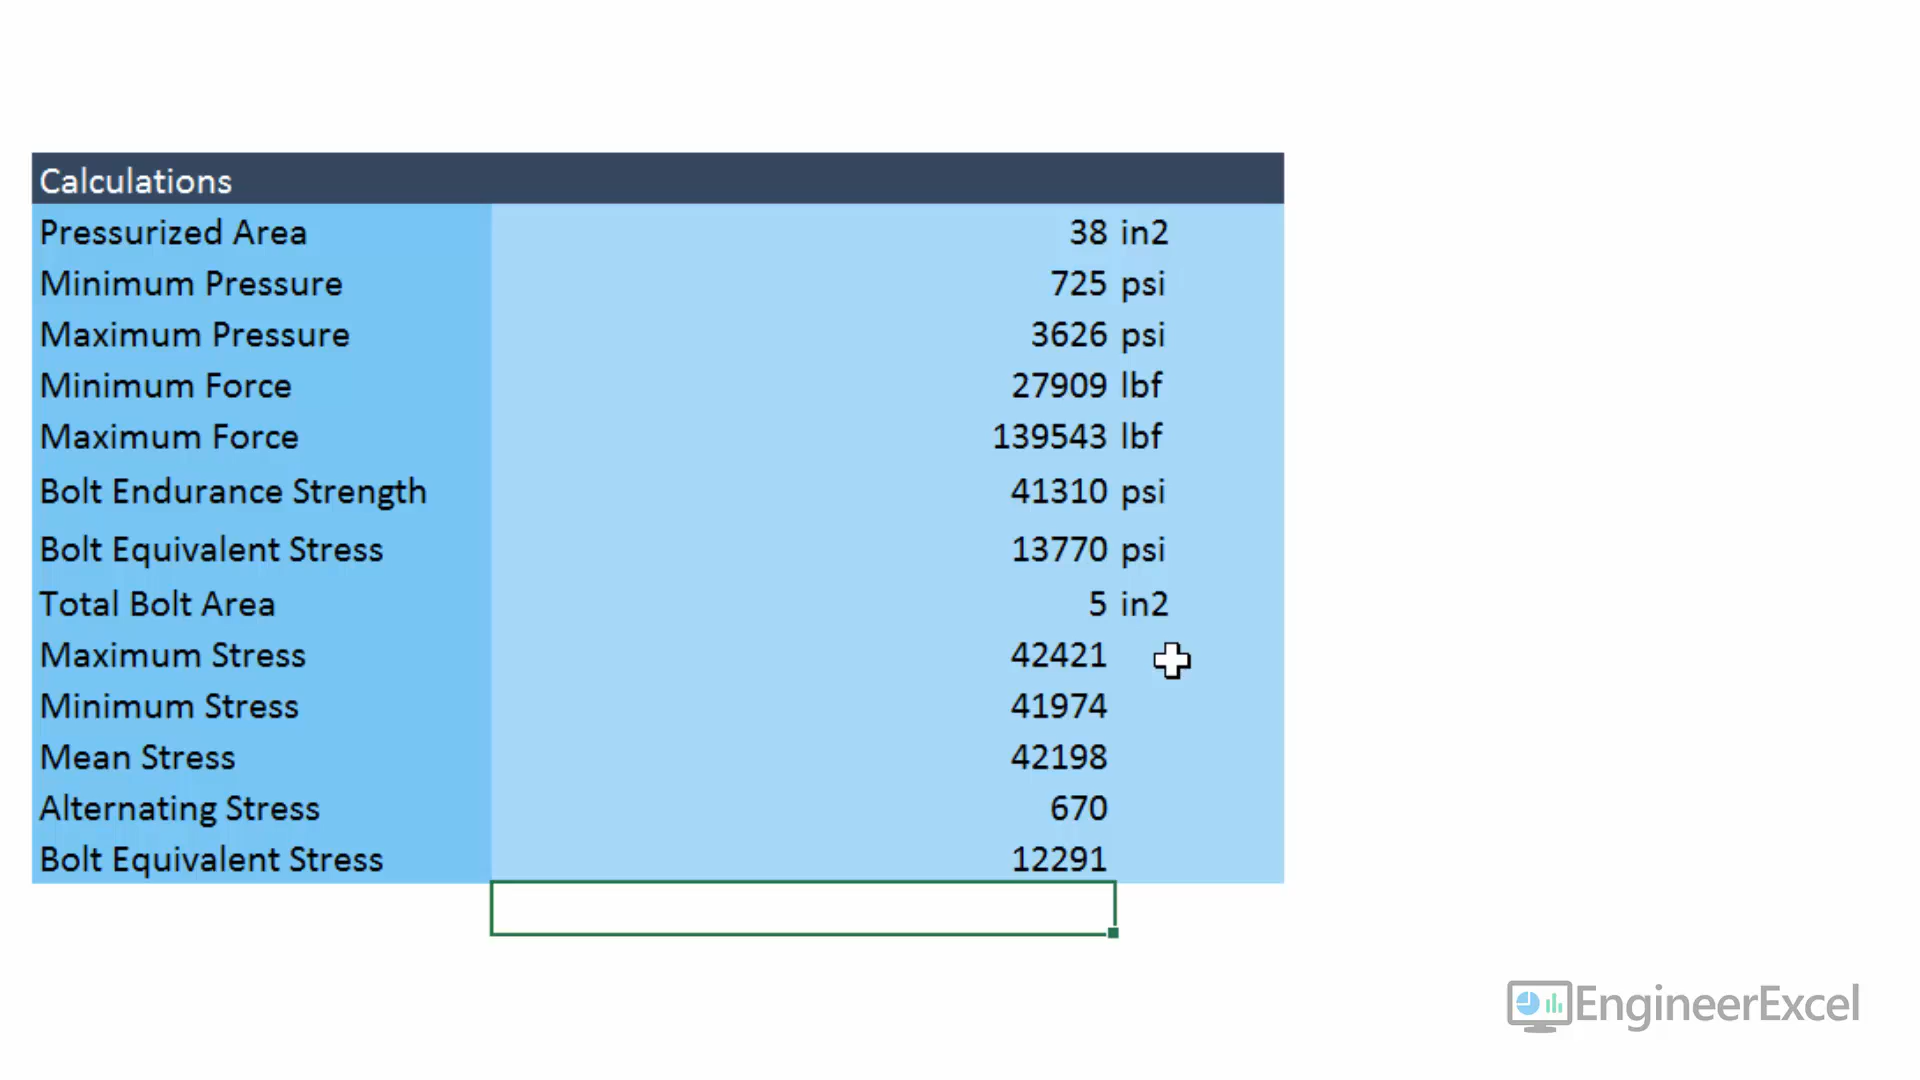 Calculations
Pressurized Area 38 in2
Minimum Pressure 725 psi
Maximum Pressure 3626 psi
Minimum Force 27909 lbf
Maximum Force 139543 lbf
Bolt Endurance Strength 41310 psi
Bolt Equivalent Stress 13770 psi
Total Bolt Area 5 in2
Maximum Stress 42421
Minimum Stress 41974
Mean Stress 42198
Alternating Stress 670
Bolt Equivalent Stress 12291
EngineerExcel